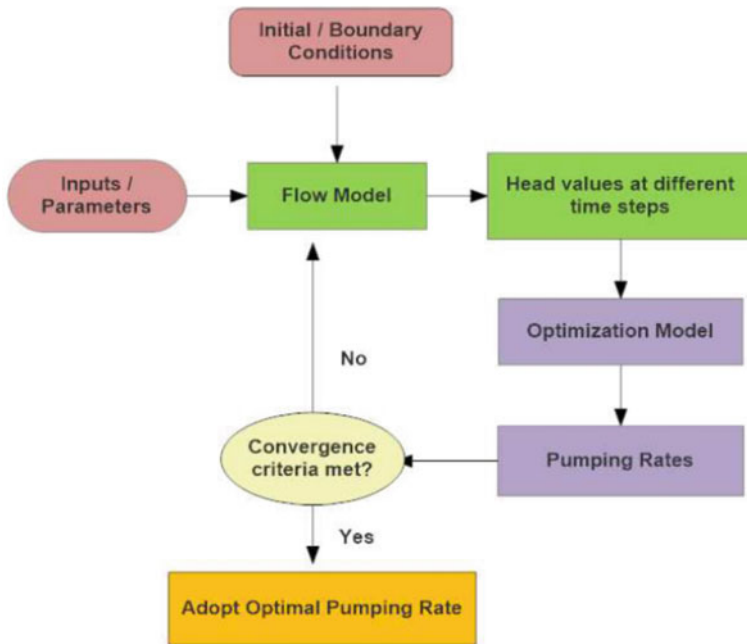 Initial / Boundary
Conditions
Inputs /
Parameters
Flow Model
Head values at different
time steps
Optimization Model
No
Convergence
criteria met?
Pumping Rates
Yes
Adopt Optimal Pumping Rate